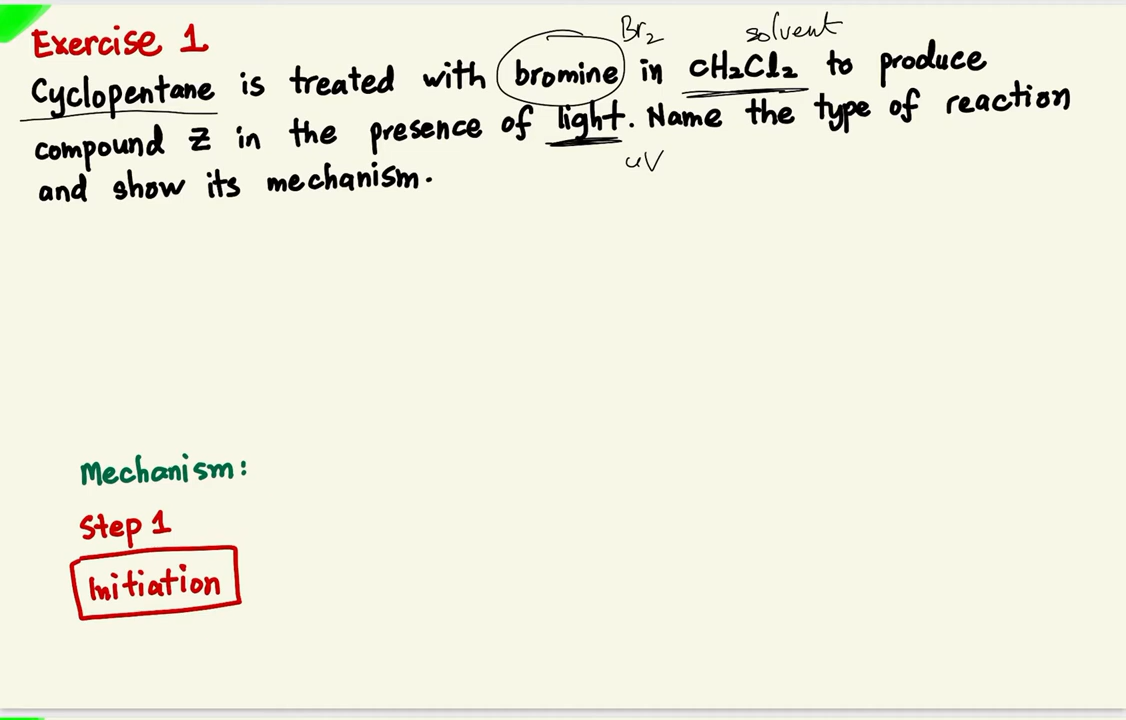 Exercise 1
Br₂ solvent
Cyclopentane is treated with bromine in CH₂Cl₂ to produce
compound Z in the presence of light. Name the type of reaction
uV
and show its mechanism.
Mechanism:
Step 1
Initiation